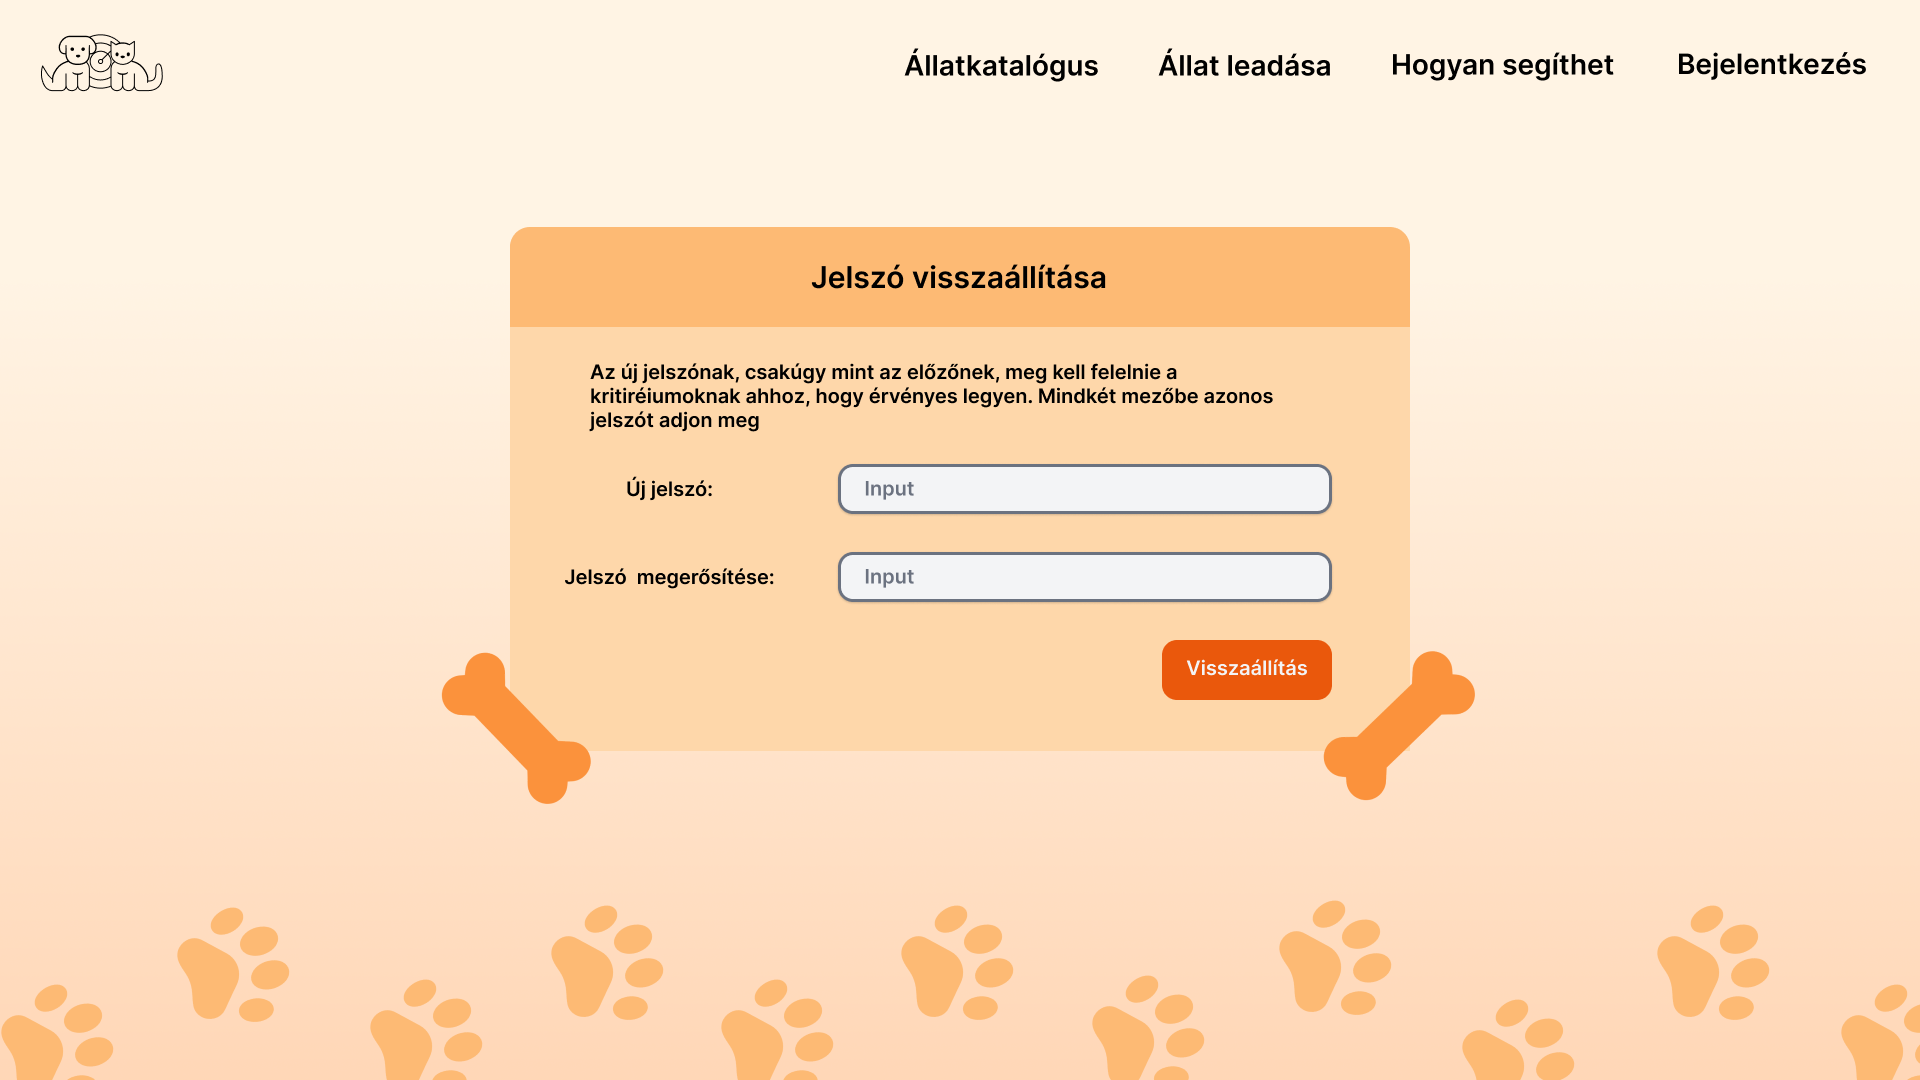 Állatkatalógus
Állat leadása
Hogyan segíthet
Bejelentkezés
Jelszó visszaállítása
Az új jelszónak, csakúgy mint az előzőnek, meg kell felelnie a
kritiréiumoknak ahhoz, hogy érvényes legyen. Mindkét mezőbe azonos
jelszót adjon meg
Új jelszó:
Input
Jelszó  megerősítése:
Input
Visszaállítás